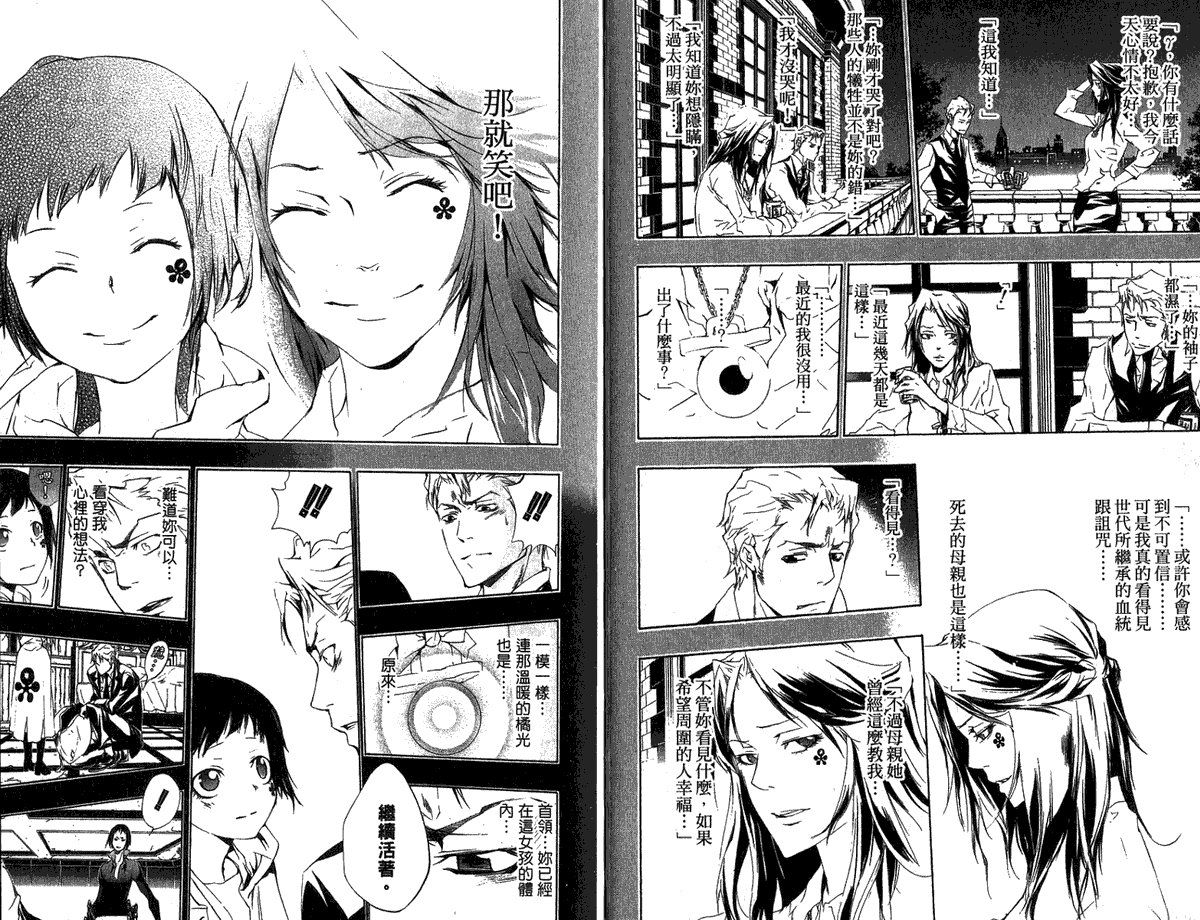 「γ，你有什麼話
要說？抱歉，我今
天心情不太好…」
「這我知道…」
「…妳剛才哭了對吧？
那些人的犧牲並不是妳的錯……」
「我才沒哭呢！」
「我知道妳想隱瞞，
不過太明顯了…」
「…妳的袖子
都濕了。」
「！」
「最近這幾天都是
這樣…」
「…………
最近的我很沒用…」
「……？
出了什麼事？」
「……或許你會感
到不可置信…………
可是我真的看得見
世代所繼承的血統
跟詛咒……
死去的母親也是這樣……」
「看得見…？」
「不過母親她
曾經這麼教我…
不管妳看見什麼，如果
希望周圍的人幸福…」
那就笑吧！
!!
!!
難道妳可以…
看穿我
心裡的想法？
吧！
一模一樣…
連那溫暖的橘光
也是……
原來…
首領…妳已經
在這女孩的體
內…
繼續活著。
！